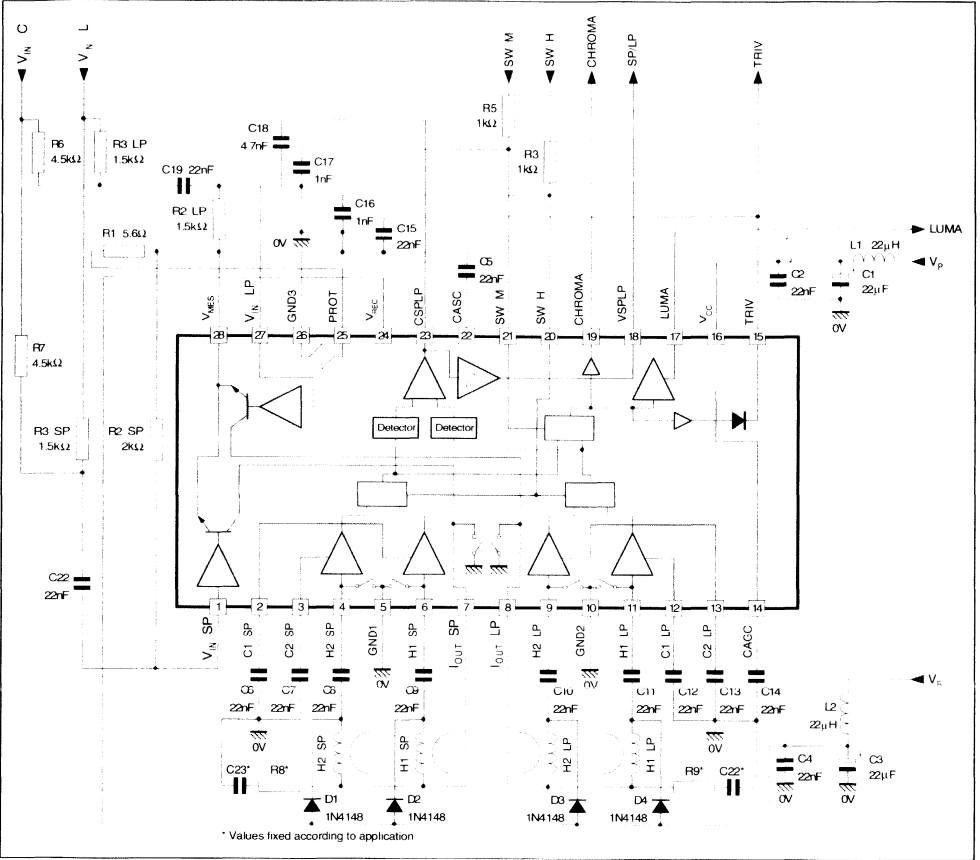 V_IN C
V_IN L
SW M
SW H
CHROMA
SP/LP
TRIV
R6
4.5kΩ
R3 LP
1.5kΩ
C19 22nF
C18
4.7nF
C17
1nF
R5
1kΩ
R3
1kΩ
R2 LP
1.5kΩ
C16
1nF
C15
22nF
R1 5.6Ω
0V
C5
22nF
LUMA
L1 22µH
V_P
C2
22nF
C1
22µF
0V
V_MES
V_IN LP
GND3
PROT
V_REC
CSPLP
CASC
SW M
SW H
CHROMA
VSPLP
LUMA
V_CC
TRIV
28 27 26 25 24 23 22 21 20 19 18 17 16 15
R7
4.5kΩ
R3 SP
1.5kΩ
R2 SP
2kΩ
Detector Detector
C22
22nF
1 2 3 4 5 6 7 8 9 10 11 12 13 14
V_IN SP
C1 SP
C2 SP
H2 SP
GND1
H1 SP
I_OUT SP
I_OUT LP
H2 LP
GND2
H1 LP
C1 LP
C2 LP
CAGC
C6
22nF
C7
22nF
C8
22nF
0V
C9
22nF
C10
22nF
0V
C11
22nF
C12
22nF
C13
22nF
C14
22nF
L2
22µH
0V
H2 SP
H1 SP
H2 LP
H1 LP
0V
C23*
R8*
D1
1N4148
D2
1N4148
D3
1N4148
D4
1N4148
R9*
C22*
C4
22nF
0V
C3
22µF
0V
* Values fixed according to application